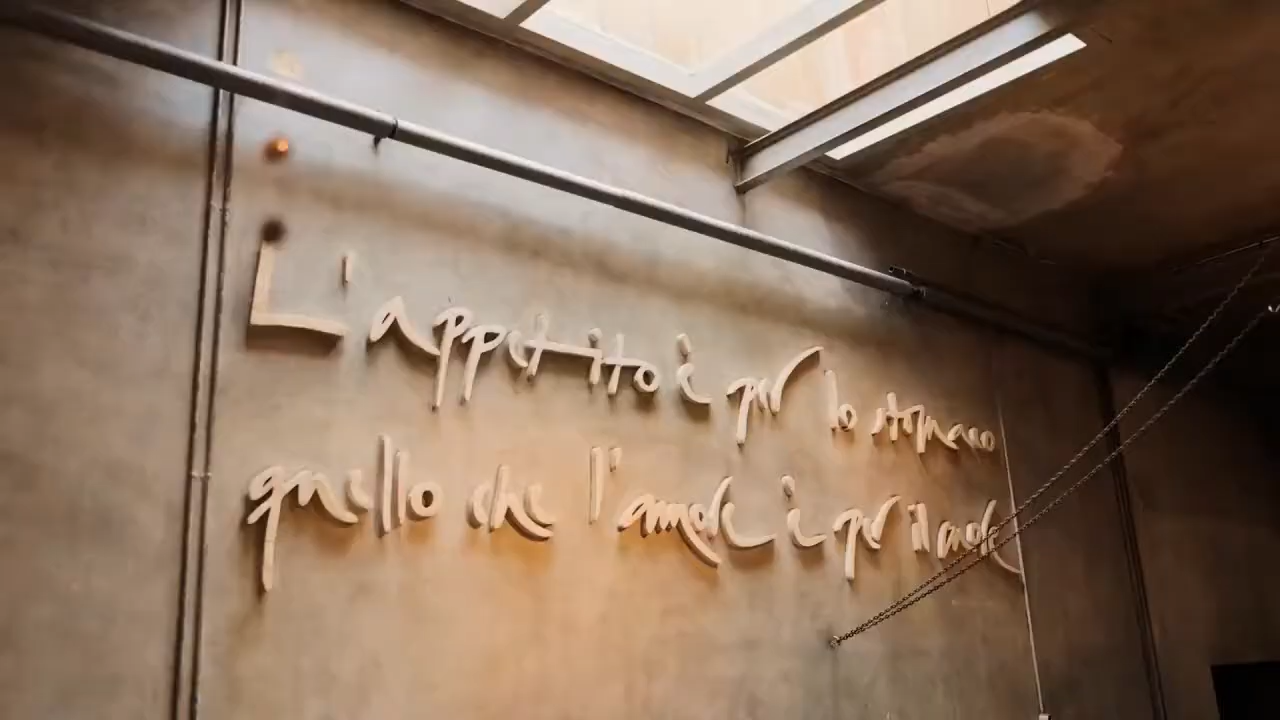 L'appetito è per lo stomaco
quello che l'amore è per il cuore